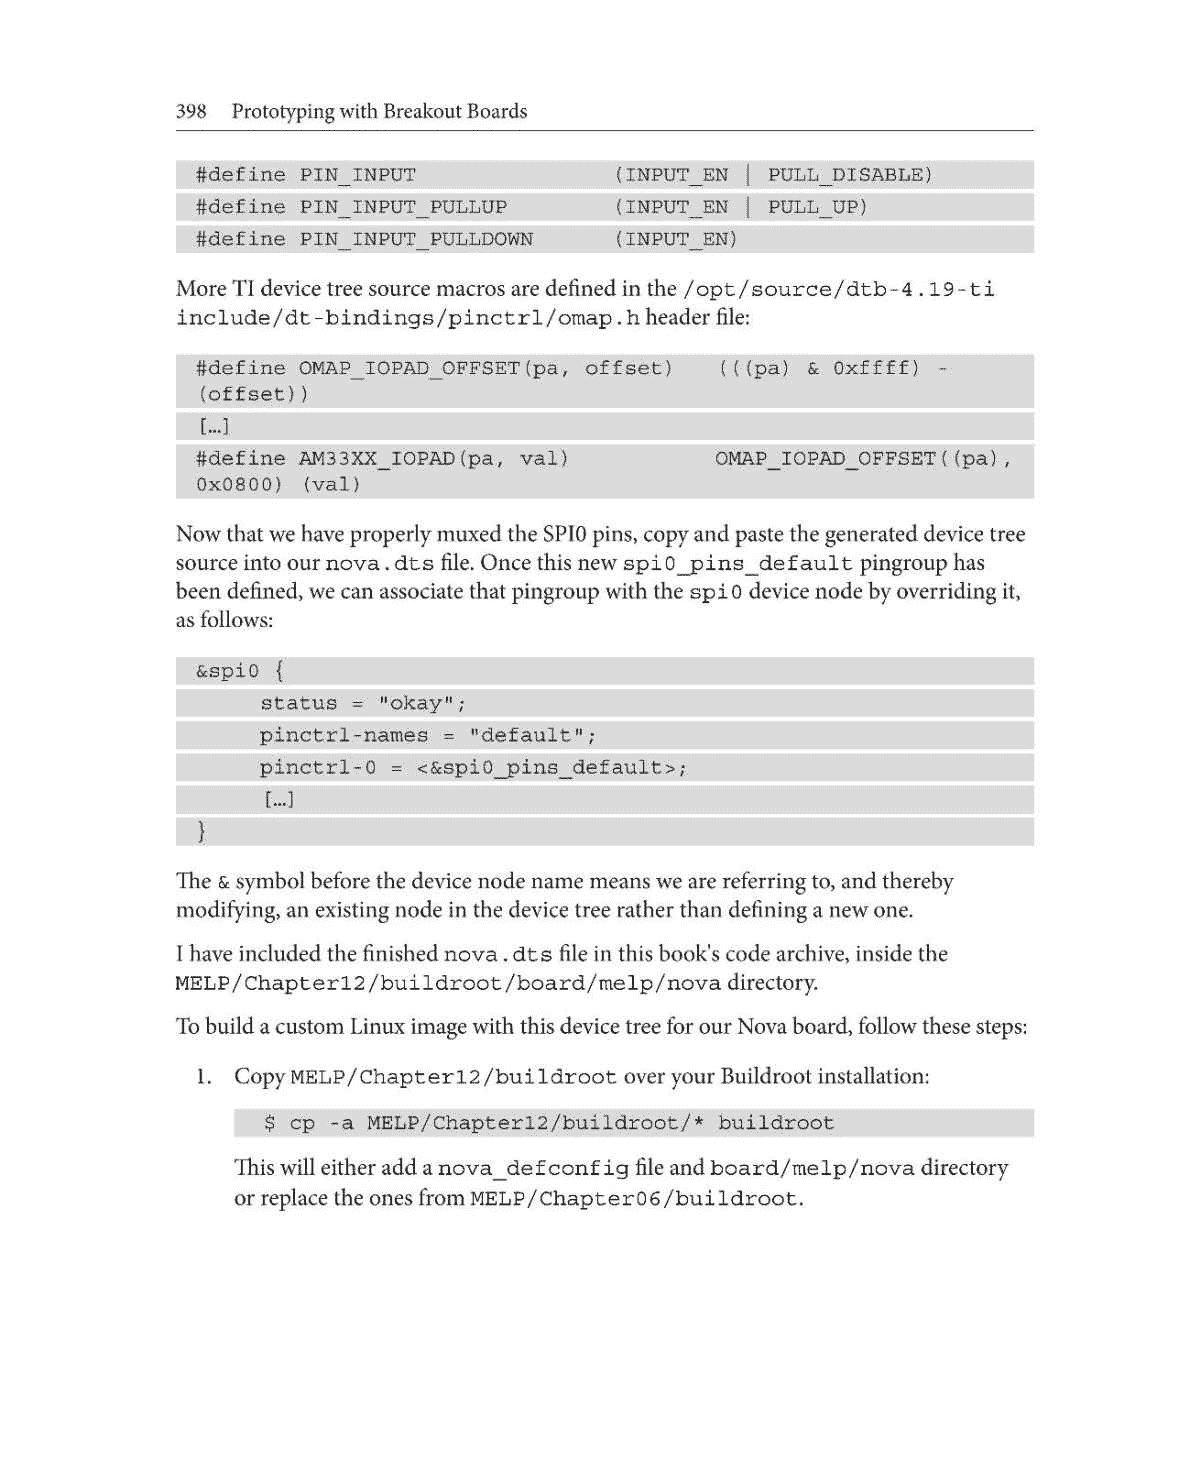 398 Prototyping with Breakout Boards
#define PIN_INPUT (INPUT_EN | PULL_DISABLE)
#define PIN_INPUT_PULLUP (INPUT_EN | PULL_UP)
#define PIN_INPUT_PULLDOWN (INPUT_EN)
More TI device tree source macros are defined in the /opt/source/dtb-4.19-ti
include/dt-bindings/pinctrl/omap.h header file:
#define OMAP_IOPAD_OFFSET(pa, offset) (((pa) & 0xffff) -
(offset))
[…]
#define AM33XX_IOPAD(pa, val) OMAP_IOPAD_OFFSET((pa),
0x0800) (val)
Now that we have properly muxed the SPI0 pins, copy and paste the generated device tree
source into our nova.dts file. Once this new spi0_pins_default pingroup has
been defined, we can associate that pingroup with the spi0 device node by overriding it,
as follows:
&spi0 {
status = "okay";
pinctrl-names = "default";
pinctrl-0 = <&spi0_pins_default>;
[…]
}
The & symbol before the device node name means we are referring to, and thereby
modifying, an existing node in the device tree rather than defining a new one.
I have included the finished nova.dts file in this book's code archive, inside the
MELP/Chapter12/buildroot/board/melp/nova directory.
To build a custom Linux image with this device tree for our Nova board, follow these steps:
1. Copy MELP/Chapter12/buildroot over your Buildroot installation:
$ cp -a MELP/Chapter12/buildroot/* buildroot
This will either add a nova_defconfig file and board/melp/nova directory
or replace the ones from MELP/Chapter06/buildroot.